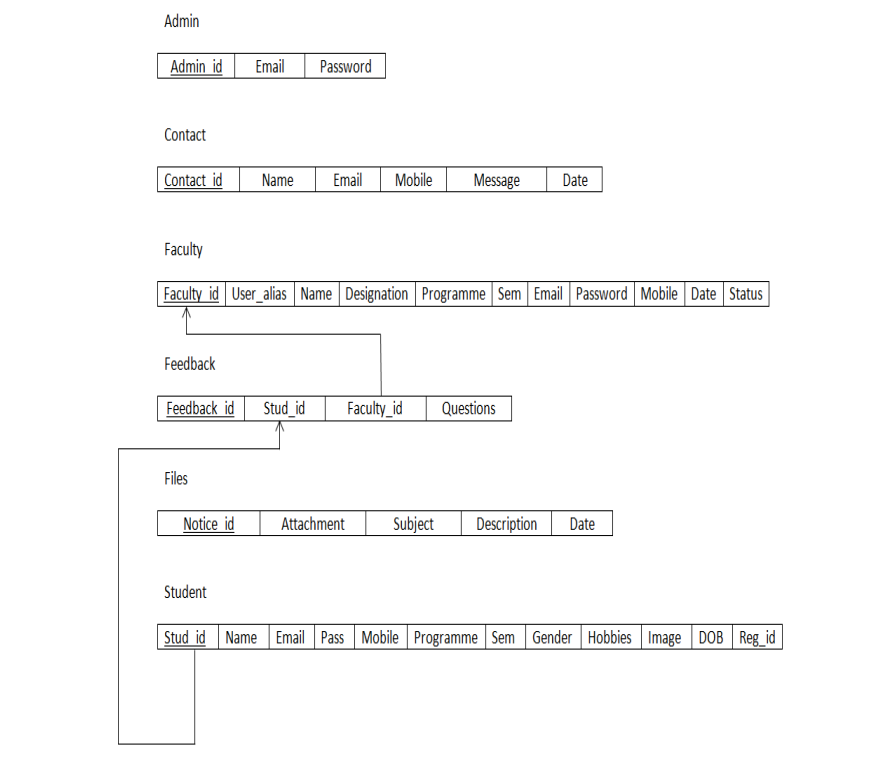 Admin
Admin_id Email Password
Contact
Contact_id Name Email Mobile Message Date
Faculty
Faculty_id User_alias Name Designation Programme Sem Email Password Mobile Date Status
Feedback
Feedback_id Stud_id Faculty_id Questions
Files
Notice_id Attachment Subject Description Date
Student
Stud_id Name Email Pass Mobile Programme Sem Gender Hobbies Image DOB Reg_id